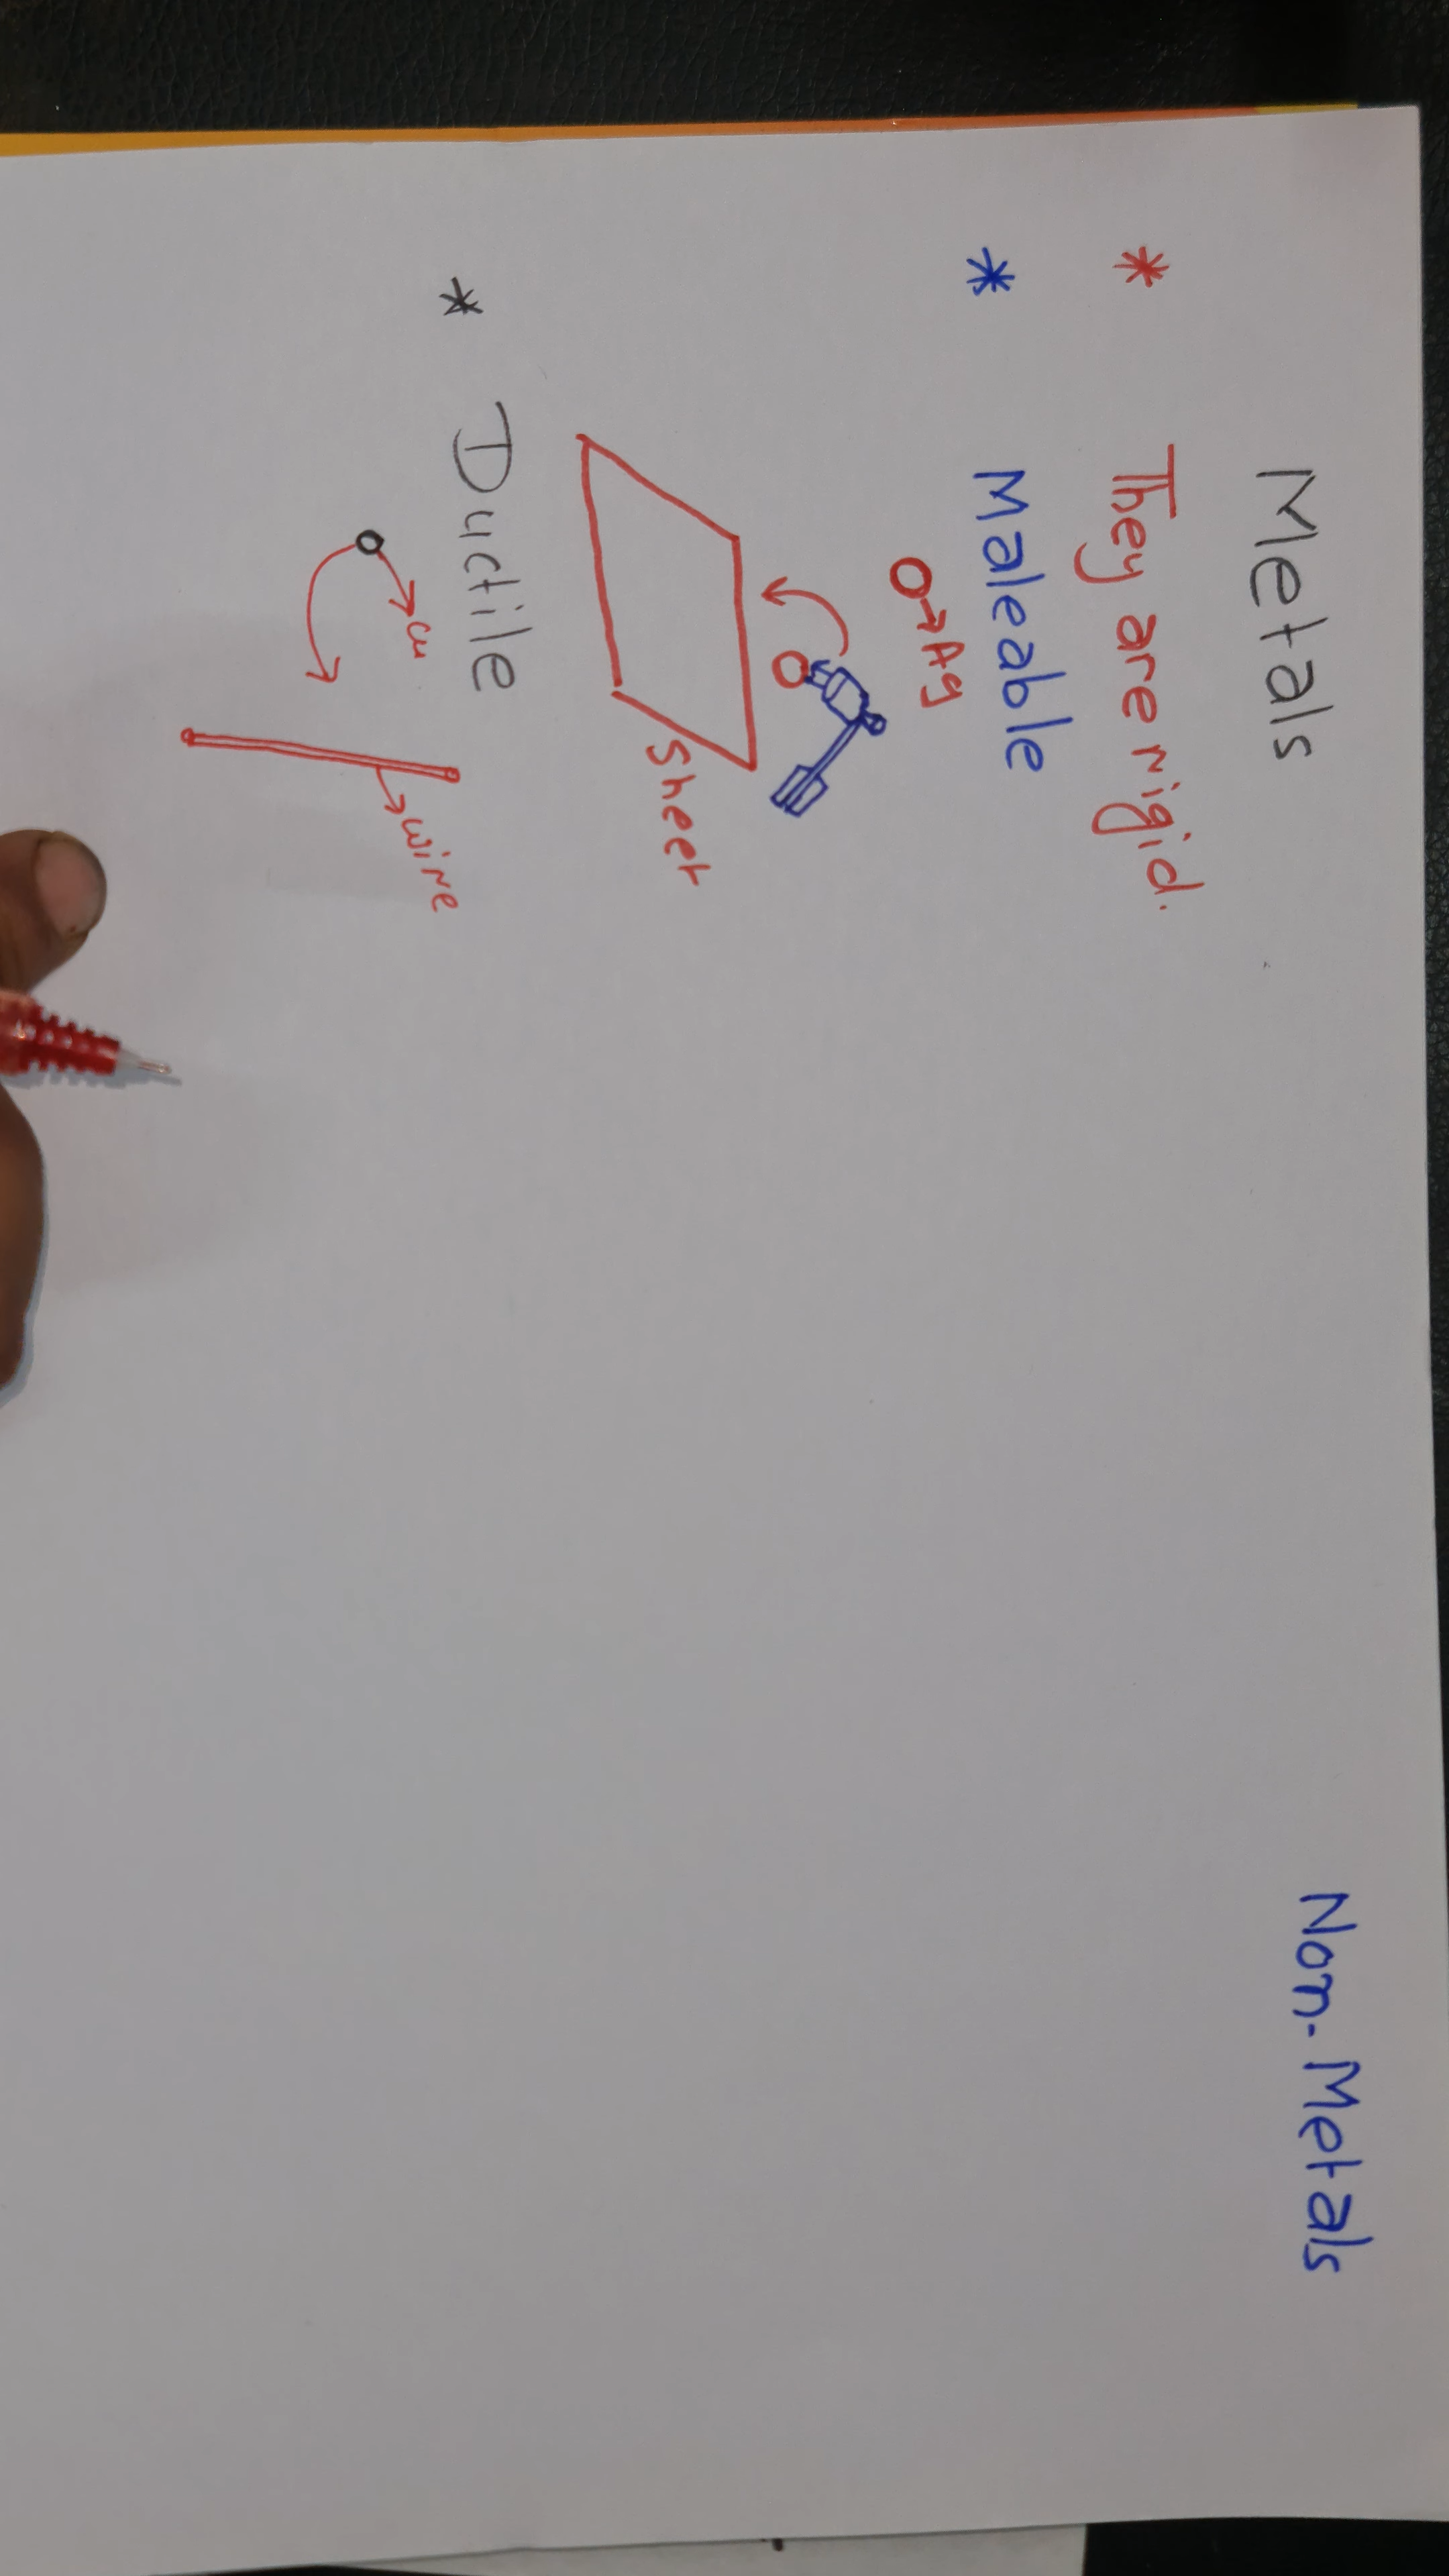 Metals Non-Metals
* They are rigid.
* Maleable
Ag
Sheet
* Ductile
Cu
wire